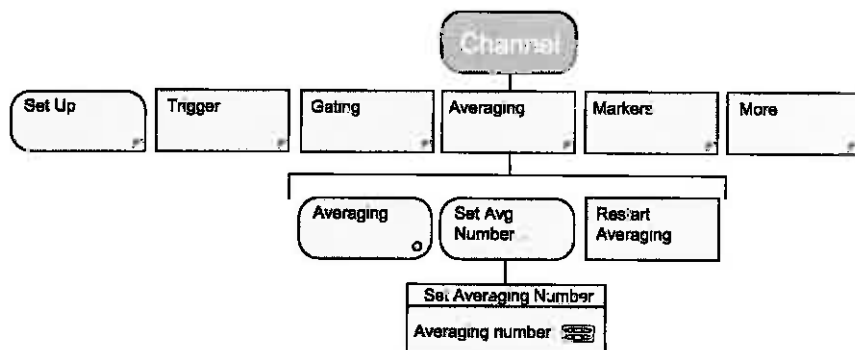 Channel
Set Up
Trigger
Gating
Averaging
Markers
More
Averaging
Set Avg
Number
Restart
Averaging
Set Averaging Number
Averaging number